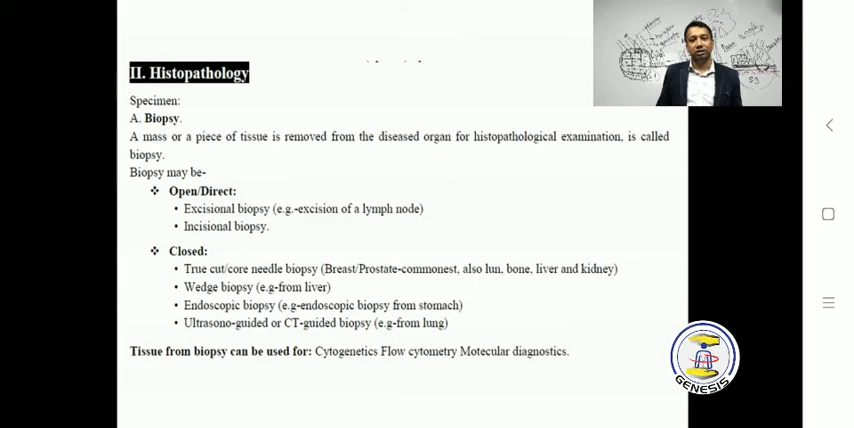 II. Histopathology
Specimen:
A. Biopsy.
A mass or a piece of tissue is removed from the diseased organ for histopathological examination, is called
biopsy.
Biopsy may be-
❖ Open/Direct:
• Excisional biopsy (e.g.-excision of a lymph node)
• Incisional biopsy.
❖ Closed:
• True cut/core needle biopsy (Breast/Prostate-commonest, also lun, bone, liver and kidney)
• Wedge biopsy (e.g-from liver)
• Endoscopic biopsy (e.g-endoscopic biopsy from stomach)
• Ultrasono-guided or CT-guided biopsy (e.g-from lung)
Tissue from biopsy can be used for: Cytogenetics Flow cytometry Motecular diagnostics.
GENESIS